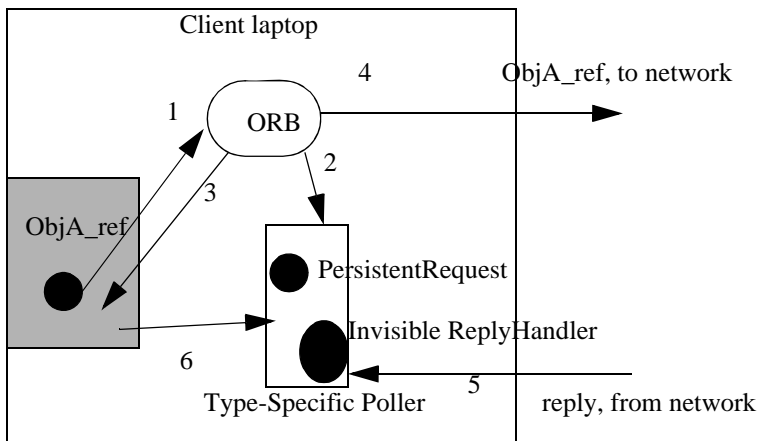 Client laptop
4
ObjA_ref, to network
1
ORB
2
3
ObjA_ref
PersistentRequest
Invisible ReplyHandler
6
5
Type-Specific Poller
reply, from network